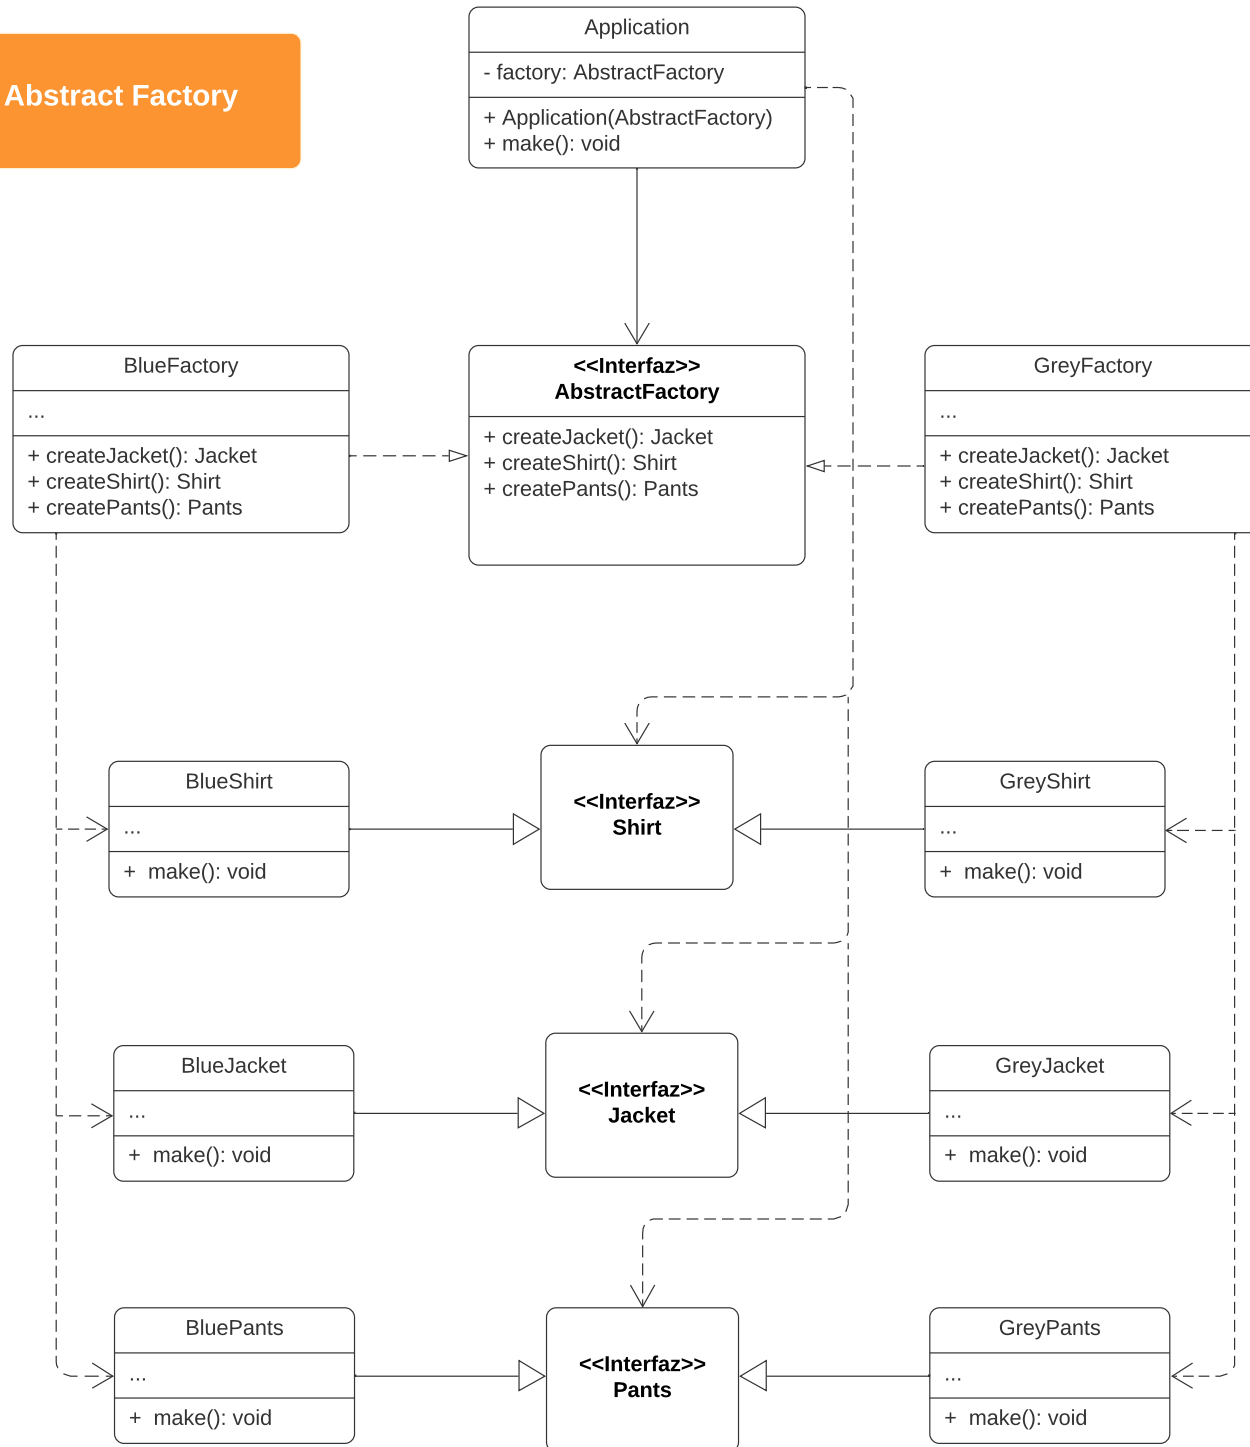 Abstract Factory
Application
- factory: AbstractFactory
+ Application(AbstractFactory)
+ make(): void
BlueFactory
...
+ createJacket(): Jacket
+ createShirt(): Shirt
+ createPants(): Pants
<<Interfaz>>
AbstractFactory
+ createJacket(): Jacket
+ createShirt(): Shirt
+ createPants(): Pants
GreyFactory
...
+ createJacket(): Jacket
+ createShirt(): Shirt
+ createPants(): Pants
BlueShirt
...
+  make(): void
<<Interfaz>>
Shirt
GreyShirt
...
+  make(): void
BlueJacket
...
+  make(): void
<<Interfaz>>
Jacket
GreyJacket
...
+  make(): void
BluePants
...
+  make(): void
<<Interfaz>>
Pants
GreyPants
...
+  make(): void